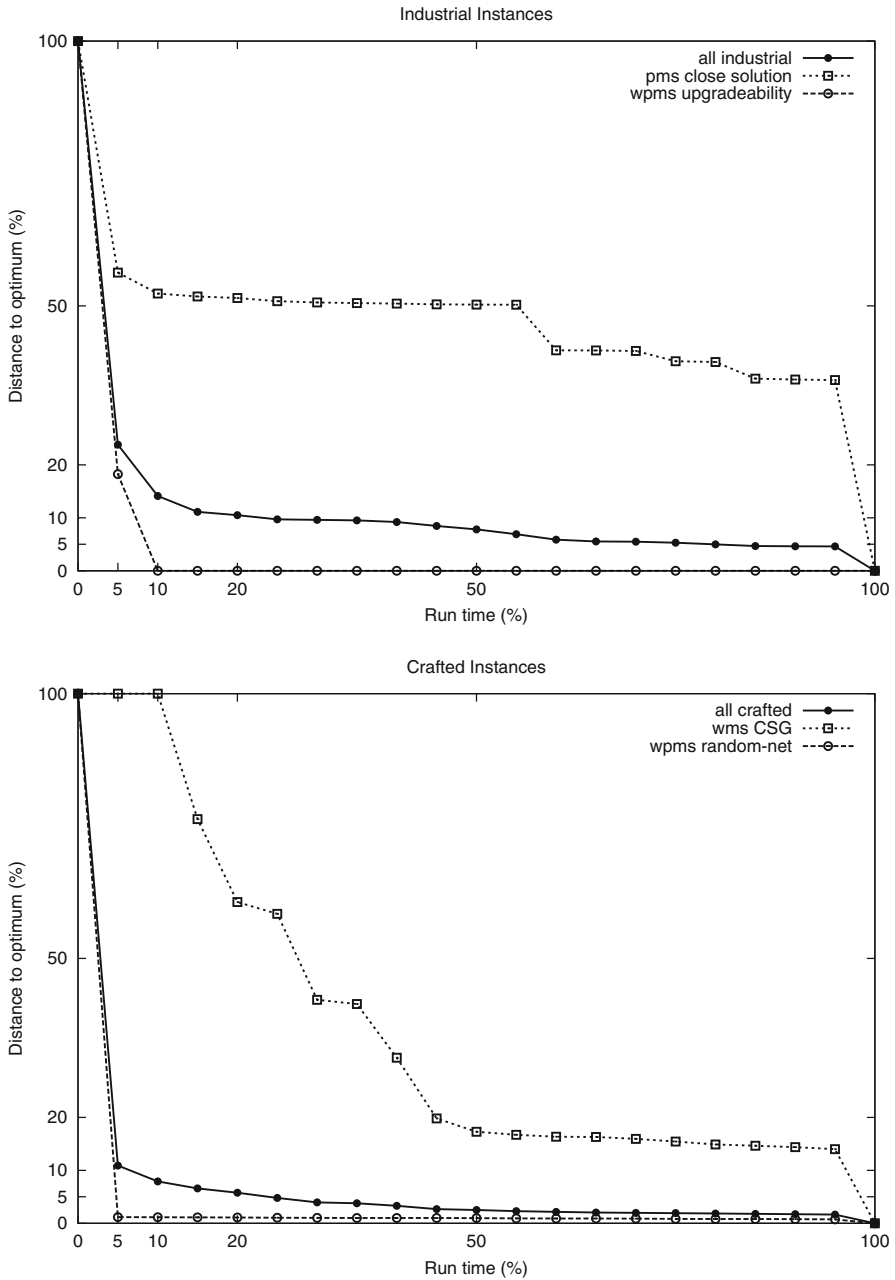 Industrial Instances
100
all industrial
pms close solution
wpms upgradeability
Distance to optimum (%)
50
20
10
5
0
0 5 10 20 50 100
Run time (%)
Crafted Instances
100
all crafted
wms CSG
wpms random-net
Distance to optimum (%)
50
20
10
5
0
0 5 10 20 50 100
Run time (%)